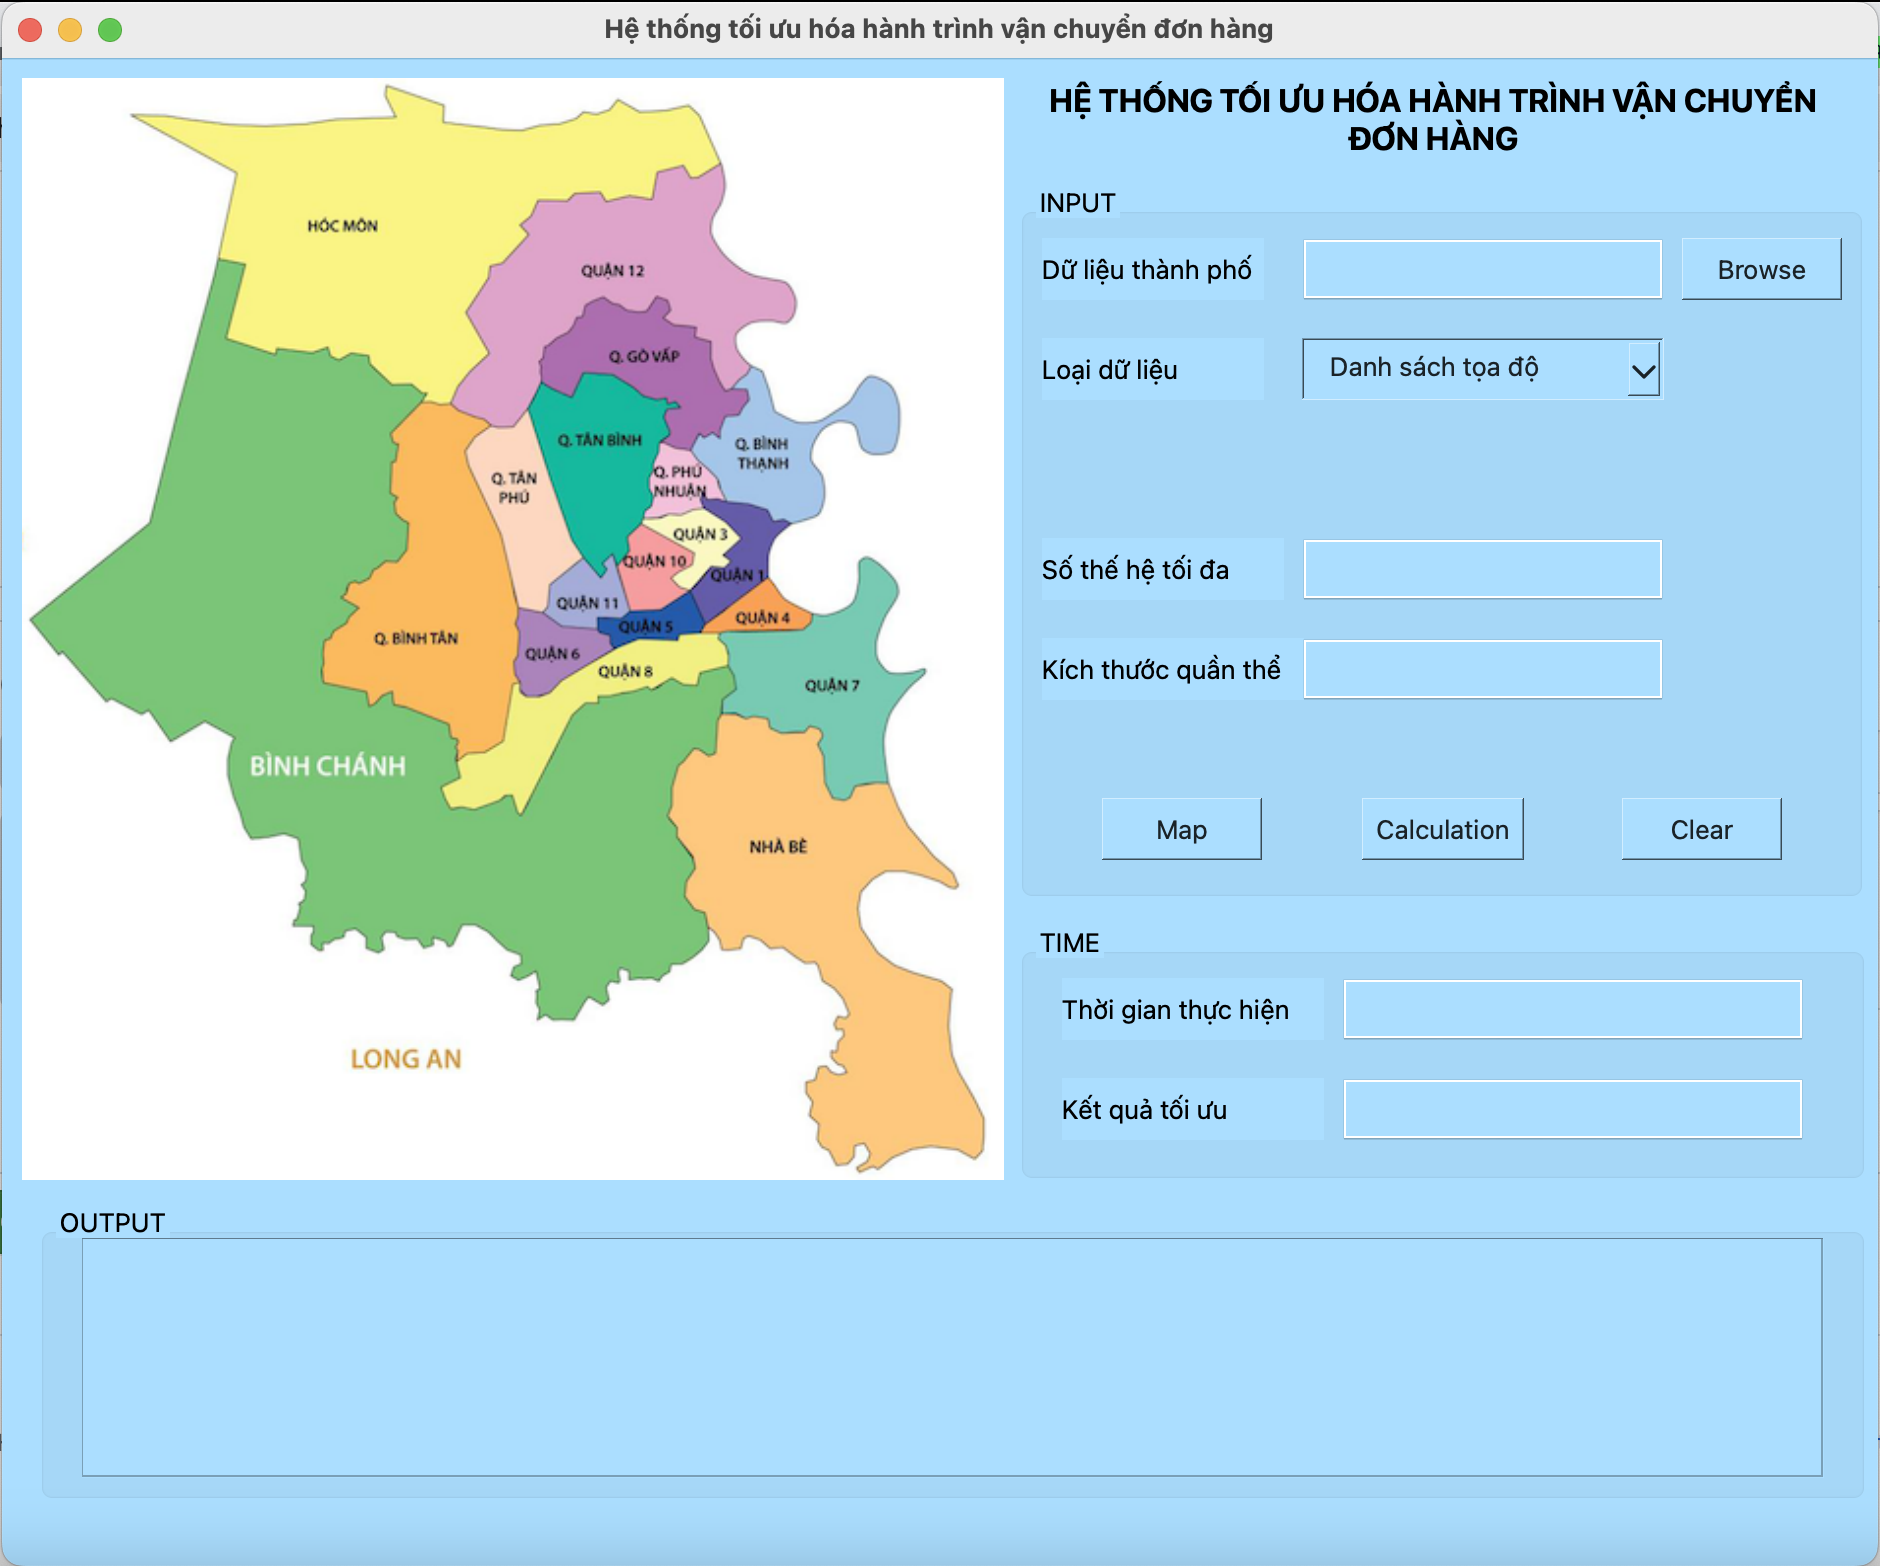 Hệ thống tối ưu hóa hành trình vận chuyển đơn hàng
HÓC MÔN
QUẬN 12
Q. GÒ VẤP
Q. TÂN BÌNH
Q. BÌNH
THẠNH
Q. TÂN
PHÚ
Q. PHÚ
NHUẬN
QUẬN 3
QUẬN 10
QUẬN 1
QUẬN 11
QUẬN 4
QUẬN 5
Q. BÌNH TÂN
QUẬN 6
QUẬN 8
QUẬN 7
BÌNH CHÁNH
NHÀ BÈ
LONG AN
HỆ THỐNG TỐI ƯU HÓA HÀNH TRÌNH VẬN CHUYỂN
ĐƠN HÀNG
INPUT
Dữ liệu thành phố
Browse
Loại dữ liệu
Danh sách tọa độ
Số thế hệ tối đa
Kích thước quần thể
Map
Calculation
Clear
TIME
Thời gian thực hiện
Kết quả tối ưu
OUTPUT